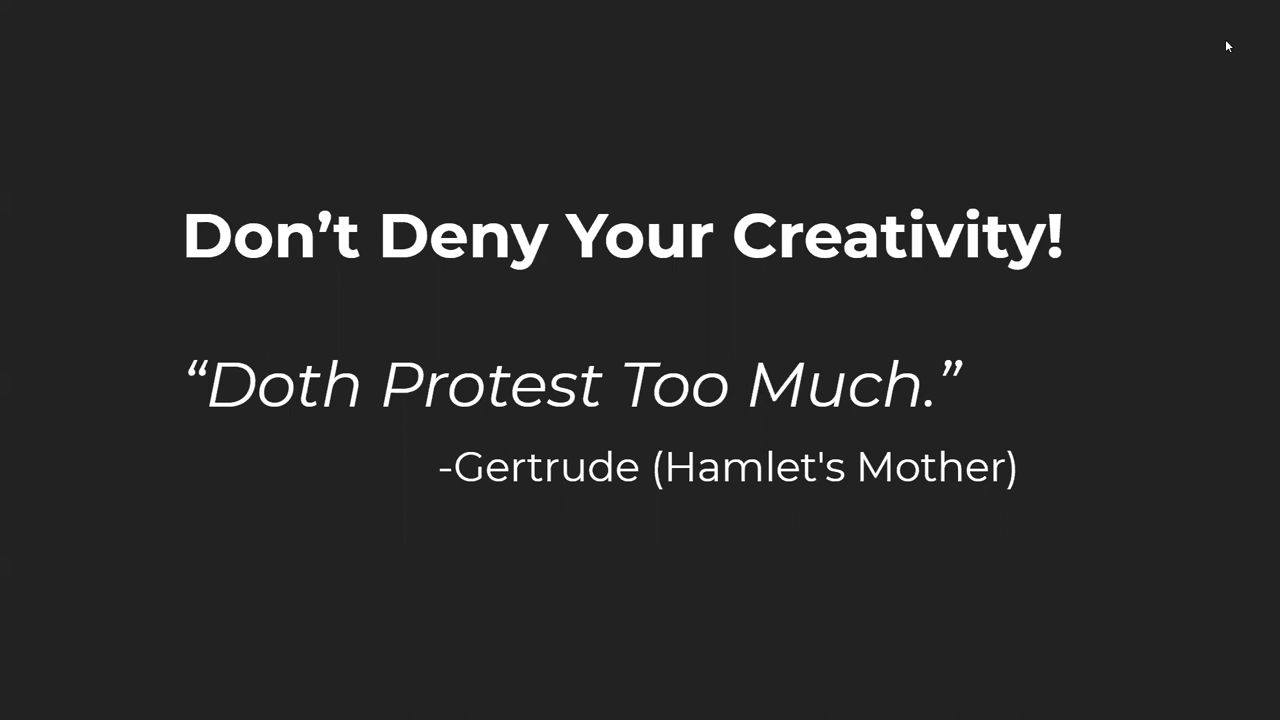 Don’t Deny Your Creativity!
“Doth Protest Too Much.”
-Gertrude (Hamlet's Mother)